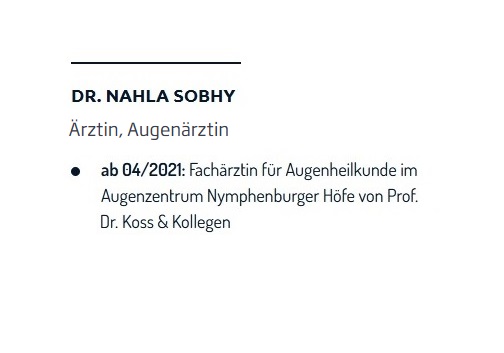 DR. NAHLA SOBHY
Ärztin, Augenärztin
ab 04/2021: Fachärztin für Augenheilkunde im
Augenzentrum Nymphenburger Höfe von Prof.
Dr. Koss & Kollegen